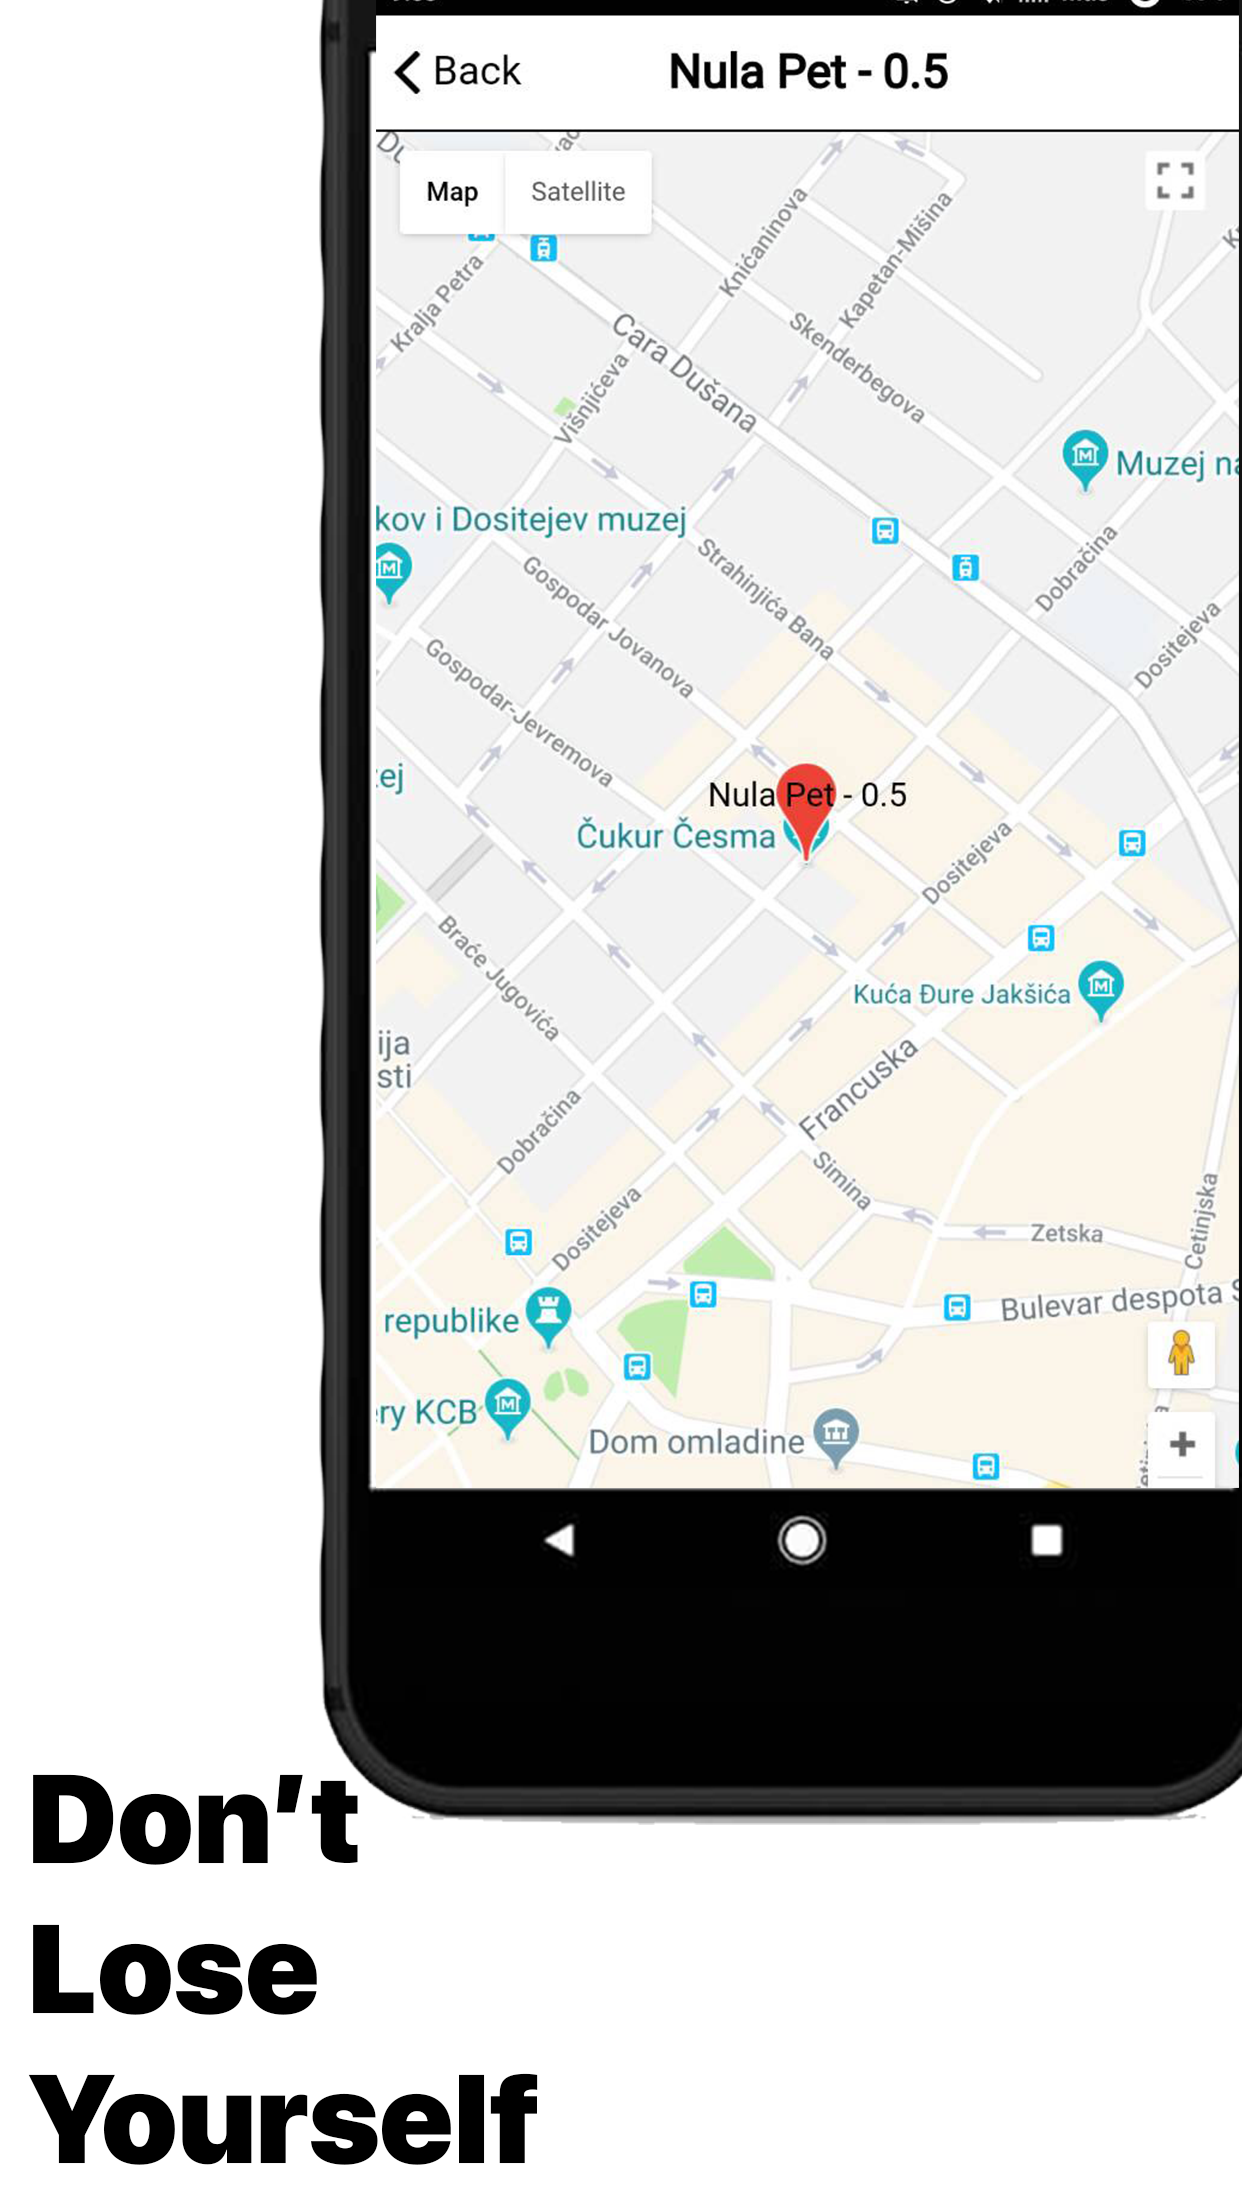 Back
Nula Pet - 0.5
Map
Satellite
Knićaninova
Kapetan-Mišina
Kralja Petra
Cara Dušana
Skenderbegova
Višnjićeva
Muzej
kov i Dositejev muzej
Strahinjića Bana
Dobračina
Gospodar Jovanova
Dositejeva
Gospodar-Jevremova
ej
Nula Pet - 0.5
Čukur Česma
Dositejeva
Braće Jugovića
Kuća Đure Jakšića
ija
sti
Francuska
Dobračina
Simina
Dositejeva
Zetska
Cetinjska
Bulevar despota S
republike
ry KCB
Dom omladine
Don't
Lose
Yourself